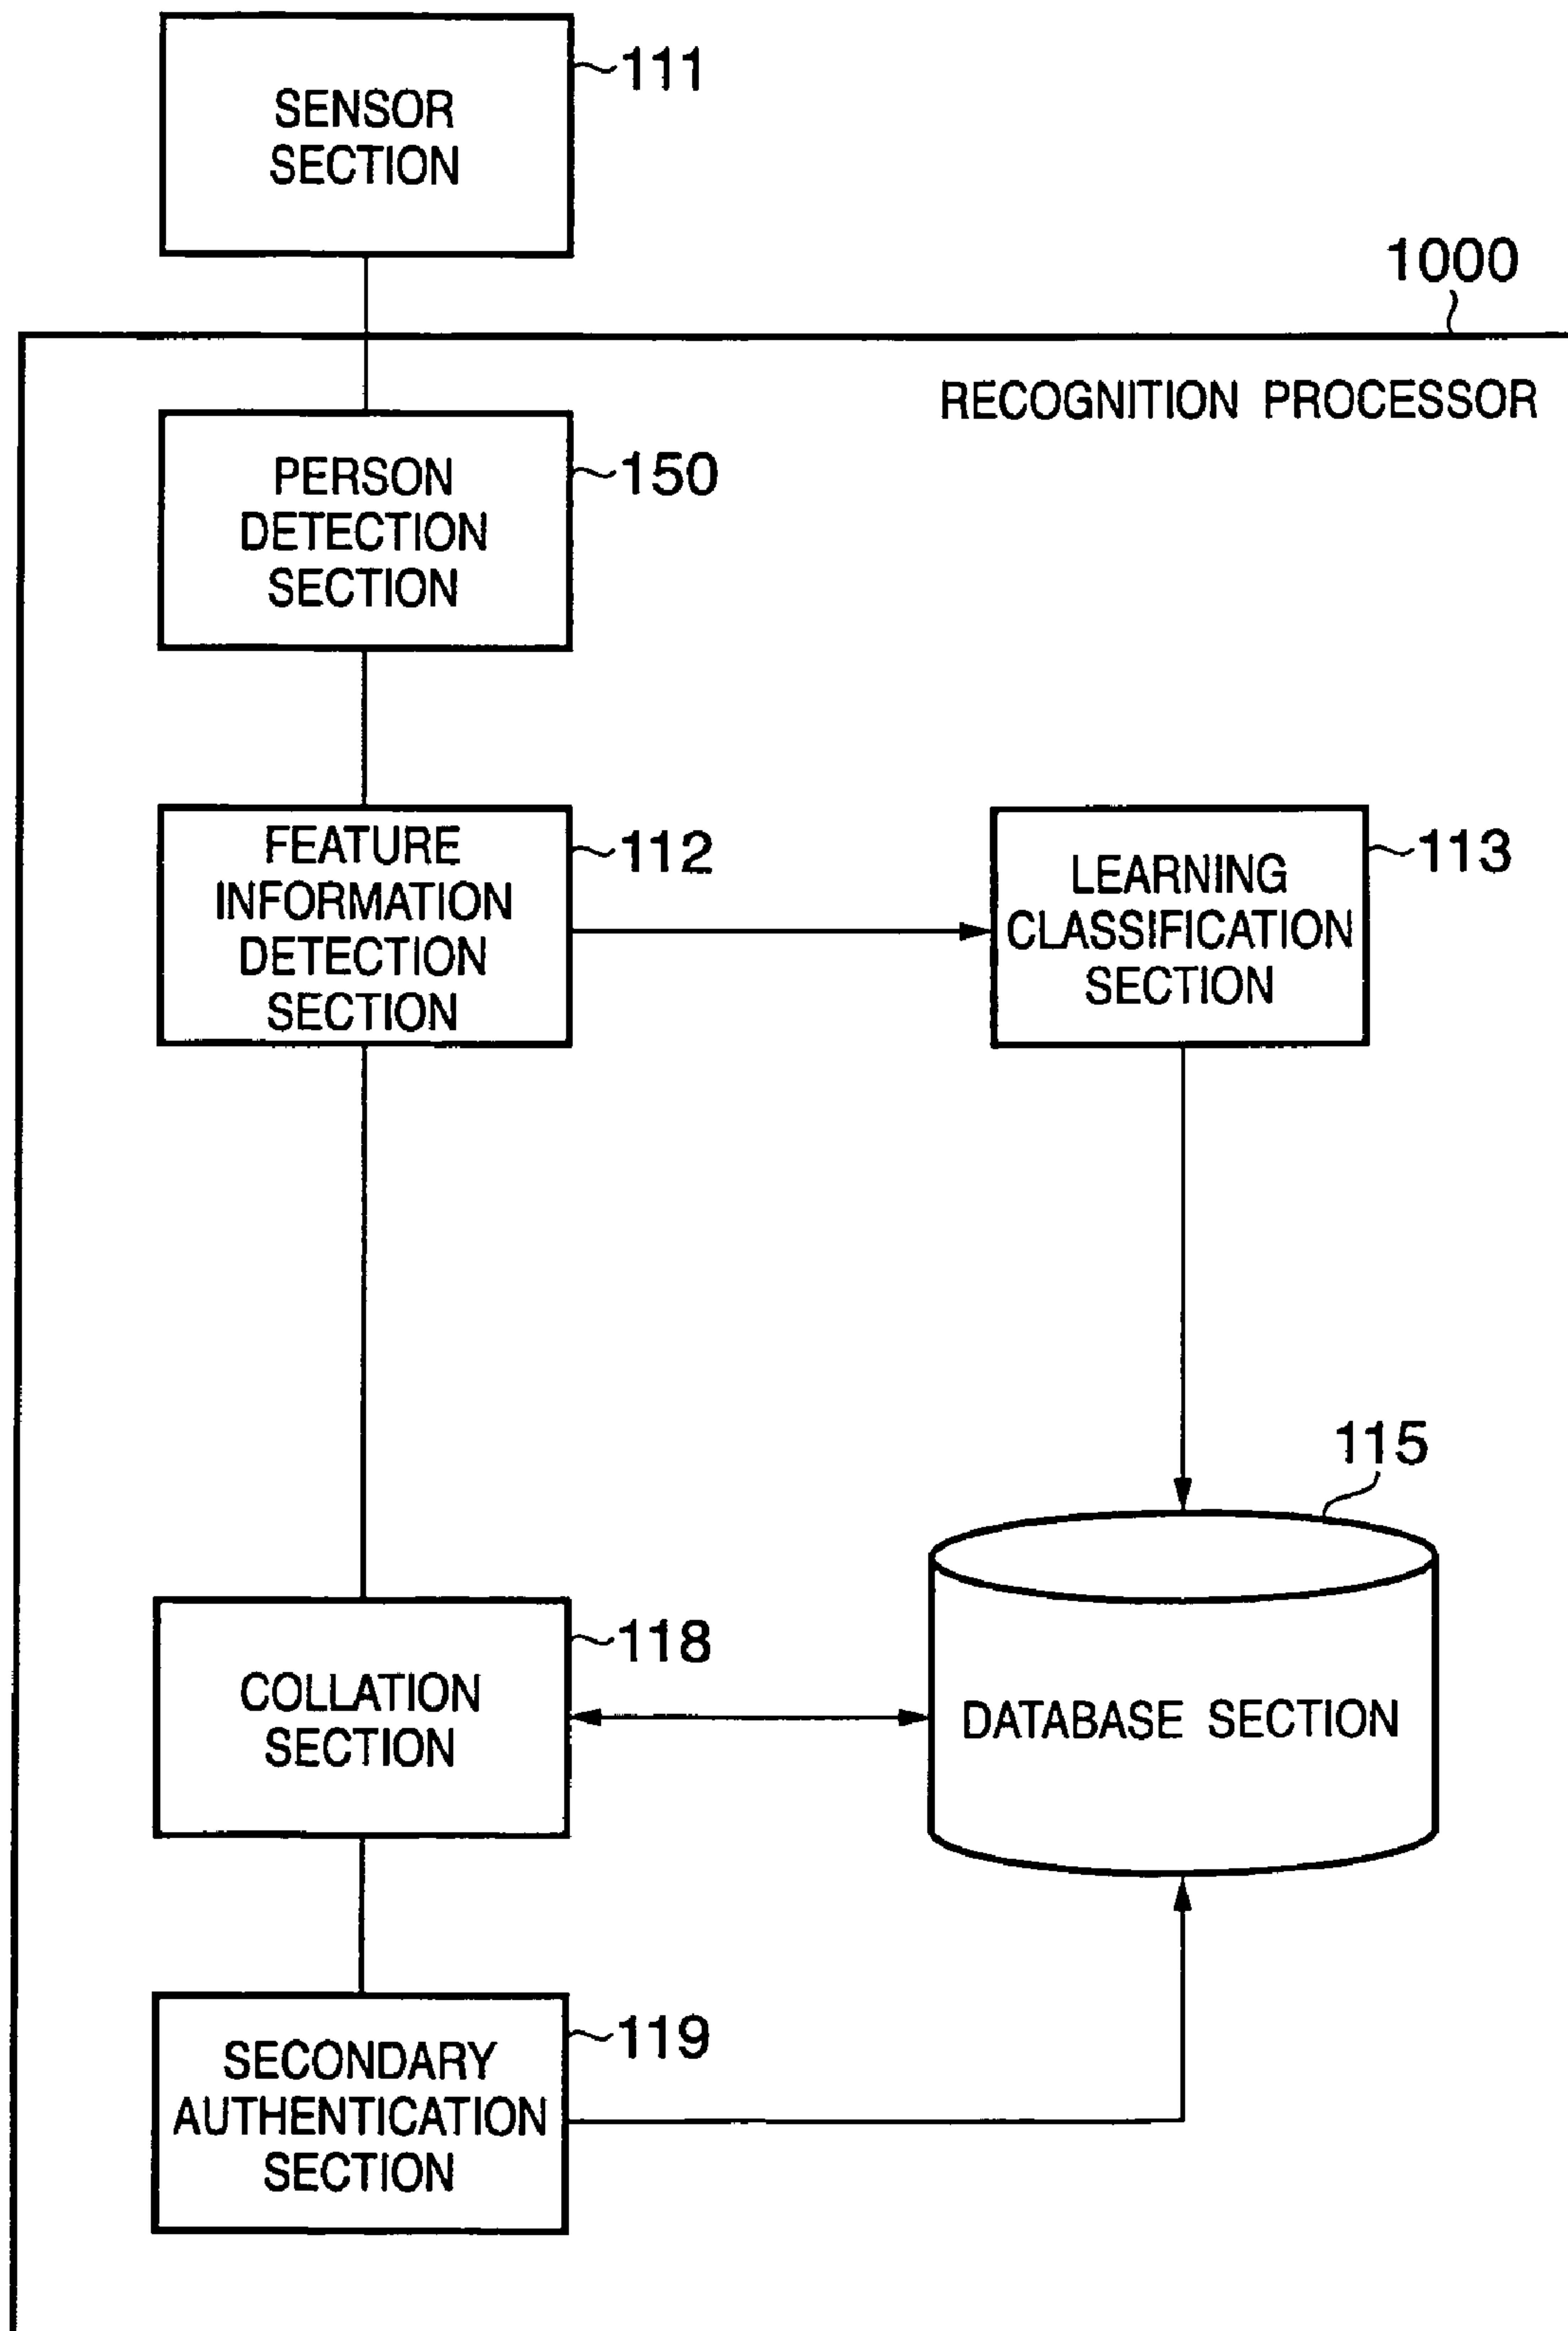 SENSOR
SECTION
111
1000
RECOGNITION PROCESSOR
PERSON
DETECTION
SECTION
150
FEATURE
INFORMATION
DETECTION
SECTION
112
LEARNING
CLASSIFICATION
SECTION
113
115
COLLATION
SECTION
118
DATABASE SECTION
SECONDARY
AUTHENTICATION
SECTION
119